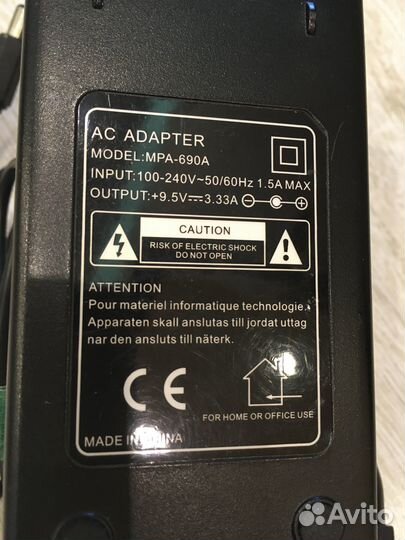 AC ADAPTER
MODEL:MPA-690A
INPUT:100-240V~50/60Hz 1.5A MAX
OUTPUT:+9.5V⎓3.33A
CAUTION
RISK OF ELECTRIC SHOCK
DO NOT OPEN
ATTENTION
Pour materiel informatique technologie.
Apparaten skall anslutas till jordat uttag
nar den ansluts till näterk.
CE
FOR HOME OR OFFICE USE
MADE IN CHINA
Avito